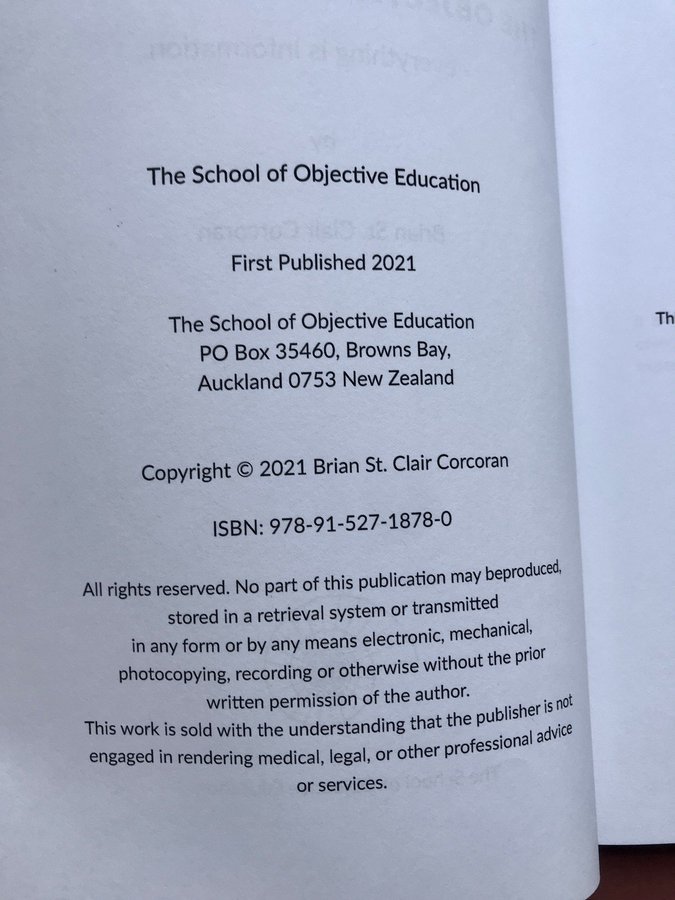 The School of Objective Education
First Published 2021
The School of Objective Education
PO Box 35460, Browns Bay,
Auckland 0753 New Zealand
Copyright © 2021 Brian St. Clair Corcoran
ISBN: 978-91-527-1878-0
All rights reserved. No part of this publication may beproduced,
stored in a retrieval system or transmitted
in any form or by any means electronic, mechanical,
photocopying, recording or otherwise without the prior
written permission of the author.
This work is sold with the understanding that the publisher is not
engaged in rendering medical, legal, or other professional advice
or services.
Th